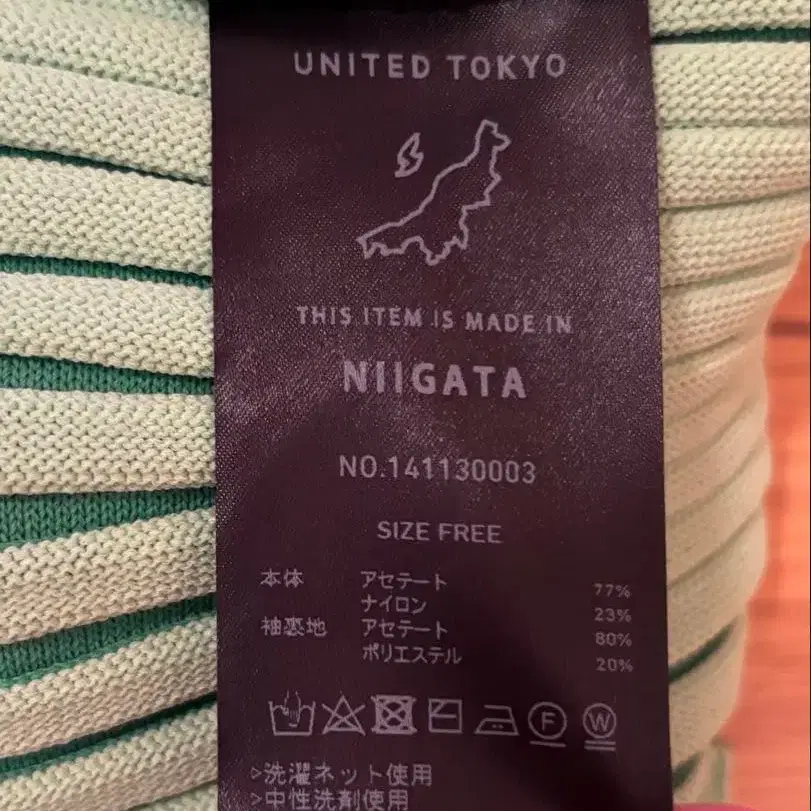 UNITED TOKYO
THIS ITEM IS MADE IN
NIIGATA
NO.141130003
SIZE FREE
本体 アセテート 77%
ナイロン 23%
袖裏地 アセテート 80%
ポリエステル 20%
F W
>洗濯ネット使用
>中性洗剤使用